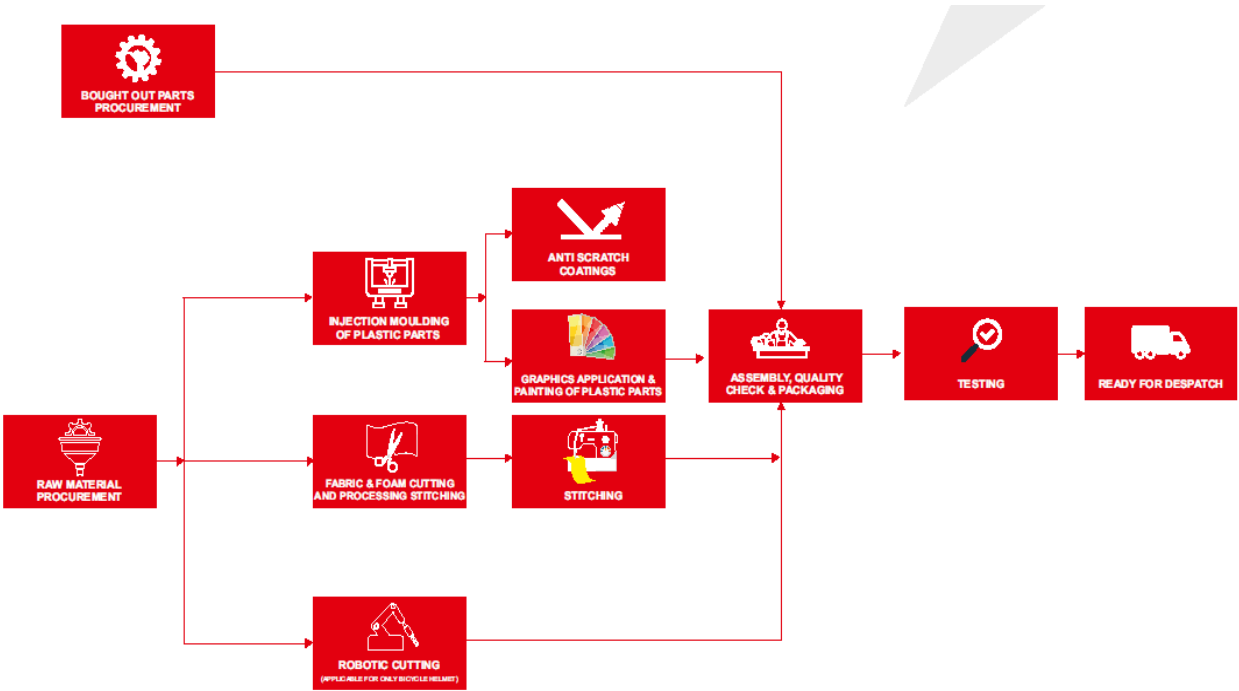 BOUGHT OUT PARTS
PROCUREMENT
ANTI SCRATCH
COATINGS
INJECTION MOULDING
OF PLASTIC PARTS
GRAPHICS APPLICATION &
PAINTING OF PLASTIC PARTS
ASSEMBLY, QUALITY
CHECK & PACKAGING
TESTING
READY FOR DESPATCH
RAW MATERIAL
PROCUREMENT
FABRIC & FOAM CUTTING
AND PROCESSING STITCHING
STITCHING
ROBOTIC CUTTING
(APPLICABLE FOR ONLY BICYCLE HELMET)